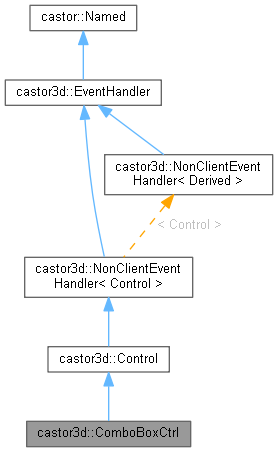 castor::Named
castor3d::EventHandler
castor3d::NonClientEvent
Handler< Derived >
< Control >
castor3d::NonClientEvent
Handler< Control >
castor3d::Control
castor3d::ComboBoxCtrl